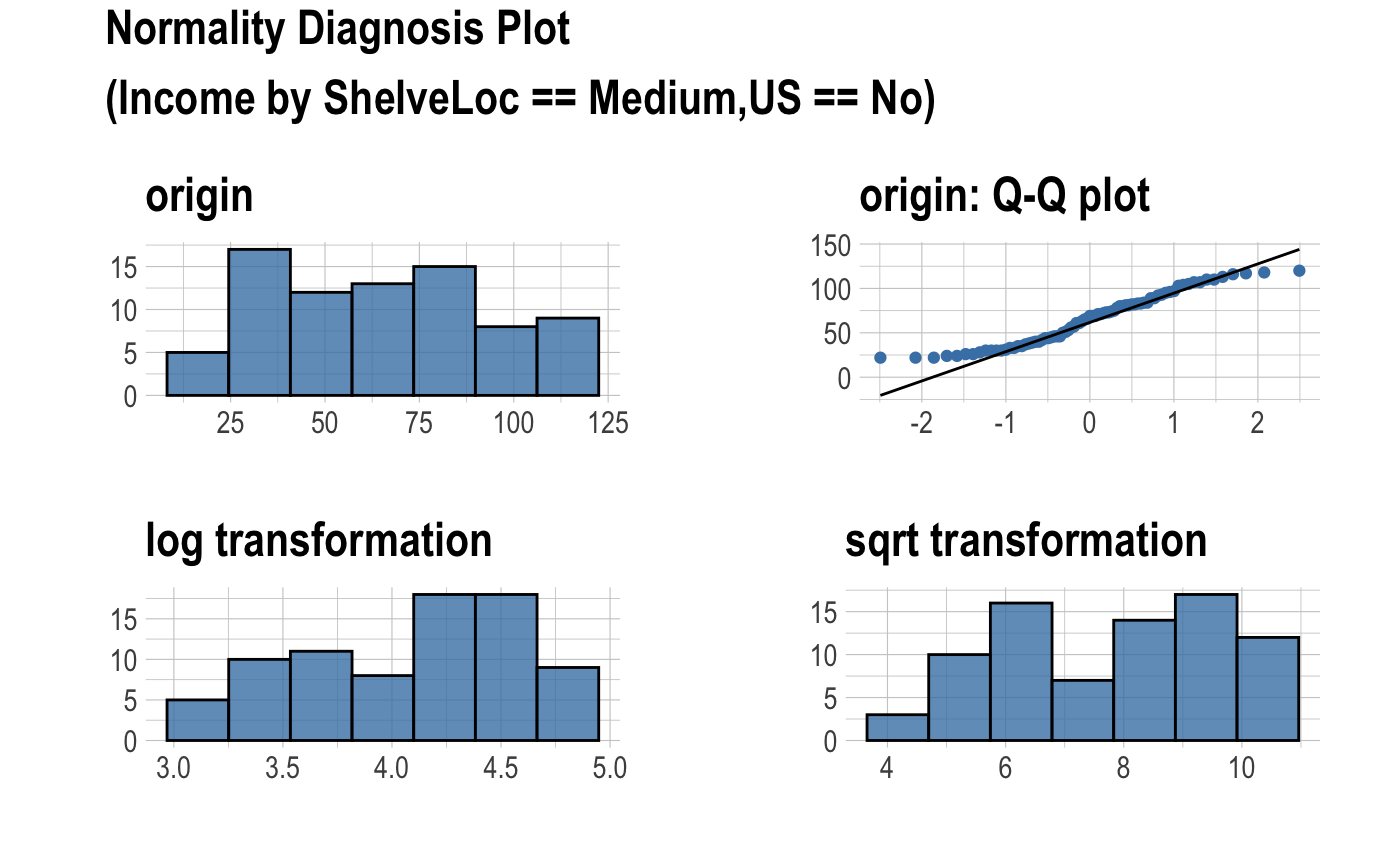 Normality Diagnosis Plot
(Income by ShelveLoc == Medium,US == No)
origin
15
10
5
0
25 50 75 100 125
origin: Q-Q plot
150
100
50
0
-2 -1 0 1 2
log transformation
15
10
5
0
3.0 3.5 4.0 4.5 5.0
sqrt transformation
15
10
5
0
4 6 8 10